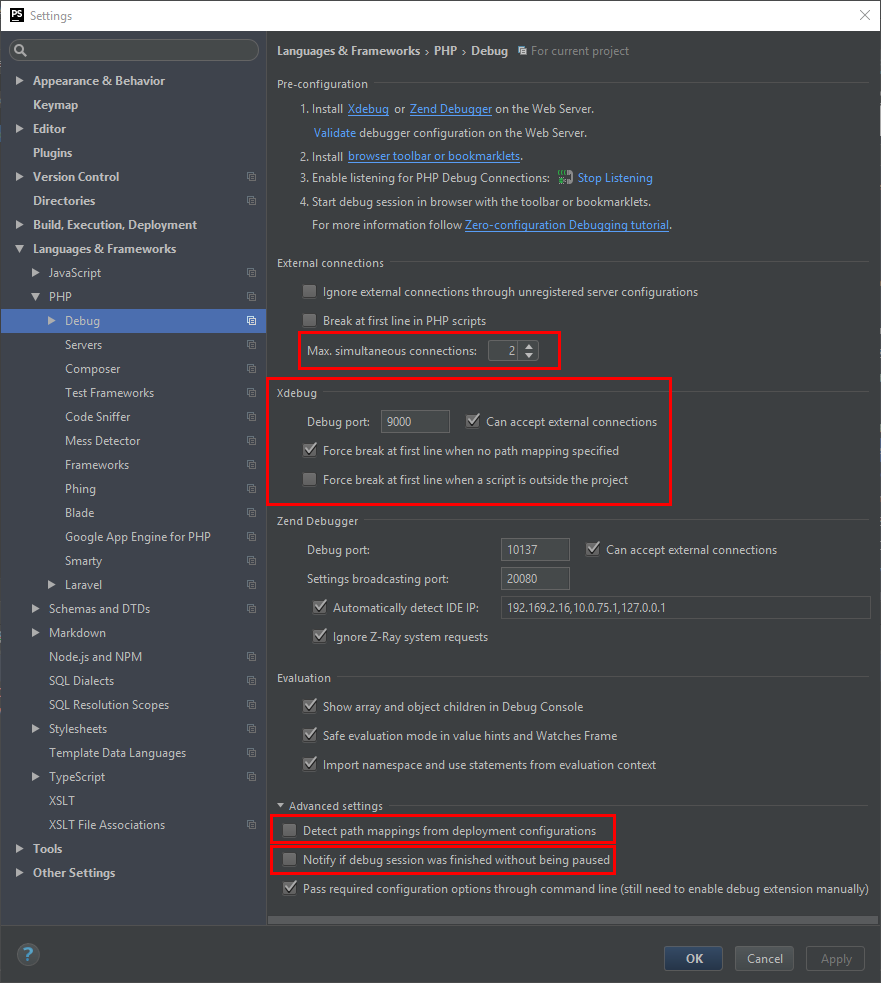 PS Settings
Appearance & Behavior
Keymap
Editor
Plugins
Version Control
Directories
Build, Execution, Deployment
Languages & Frameworks
JavaScript
PHP
Debug
Servers
Composer
Test Frameworks
Code Sniffer
Mess Detector
Frameworks
Phing
Blade
Google App Engine for PHP
Smarty
Laravel
Schemas and DTDs
Markdown
Node.js and NPM
SQL Dialects
SQL Resolution Scopes
Stylesheets
Template Data Languages
TypeScript
XSLT
XSLT File Associations
Tools
Other Settings
Languages & Frameworks › PHP › Debug For current project
Pre-configuration
1. Install Xdebug or Zend Debugger on the Web Server.
Validate debugger configuration on the Web Server.
2. Install browser toolbar or bookmarklets.
3. Enable listening for PHP Debug Connections: Stop Listening
4. Start debug session in browser with the toolbar or bookmarklets.
For more information follow Zero-configuration Debugging tutorial.
External connections
Ignore external connections through unregistered server configurations
Break at first line in PHP scripts
Max. simultaneous connections: 2
Xdebug
Debug port: 9000 Can accept external connections
Force break at first line when no path mapping specified
Force break at first line when a script is outside the project
Zend Debugger
Debug port: 10137 Can accept external connections
Settings broadcasting port: 20080
Automatically detect IDE IP: 192.169.2.16,10.0.75.1,127.0.0.1
Ignore Z-Ray system requests
Evaluation
Show array and object children in Debug Console
Safe evaluation mode in value hints and Watches Frame
Import namespace and use statements from evaluation context
Advanced settings
Detect path mappings from deployment configurations
Notify if debug session was finished without being paused
Pass required configuration options through command line (still need to enable debug extension manually)
? OK Cancel Apply